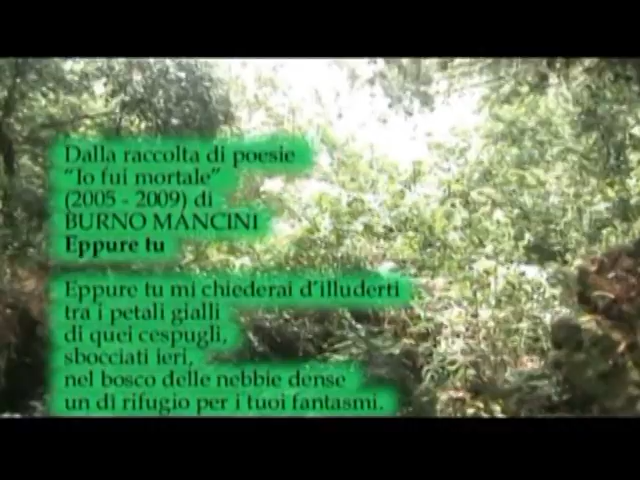 Dalla raccolta di poesie
“Io fui mortale”
(2005 - 2009) di
BURNO MANCINI
Eppure tu
Eppure tu mi chiederai d’illuderti
tra i petali gialli
di quei cespugli,
sbocciati ieri,
nel bosco delle nebbie dense
un dì rifugio per i tuoi fantasmi.